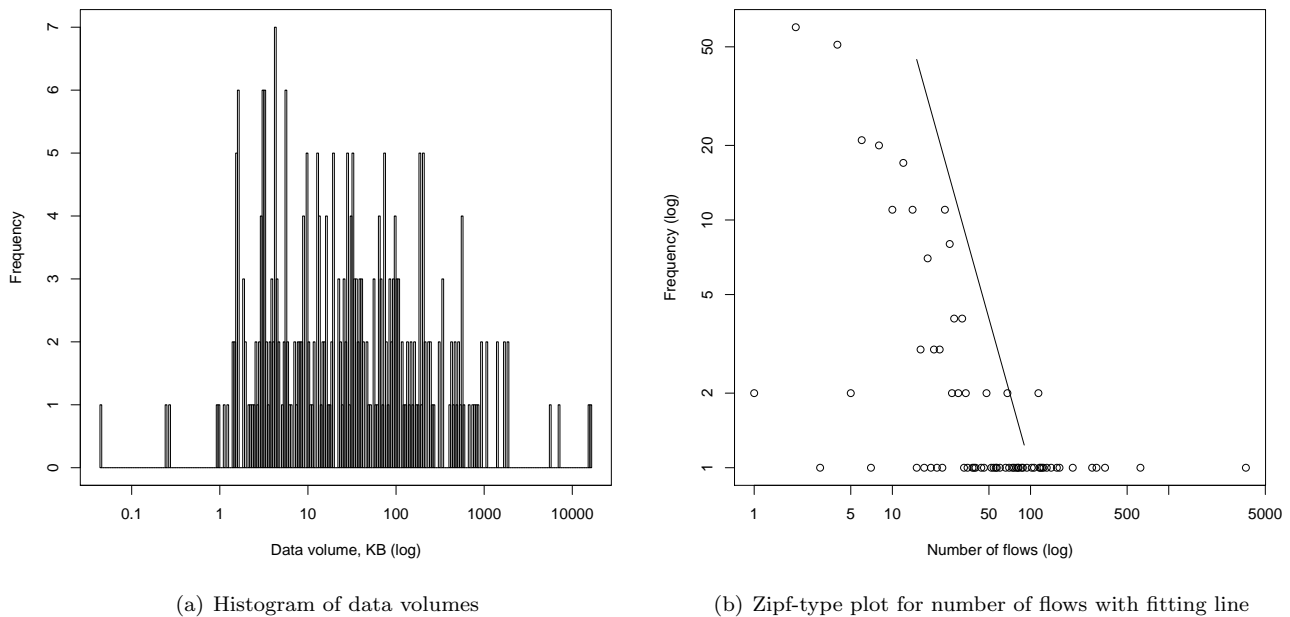 7
6
5
4
3
2
1
0
Frequency
0.1 1 10 100 1000 10000
Data volume, KB (log)
(a) Histogram of data volumes
50
20
10
5
2
1
Frequency (log)
1 5 10 50 100 500 5000
Number of flows (log)
(b) Zipf-type plot for number of flows with fitting line